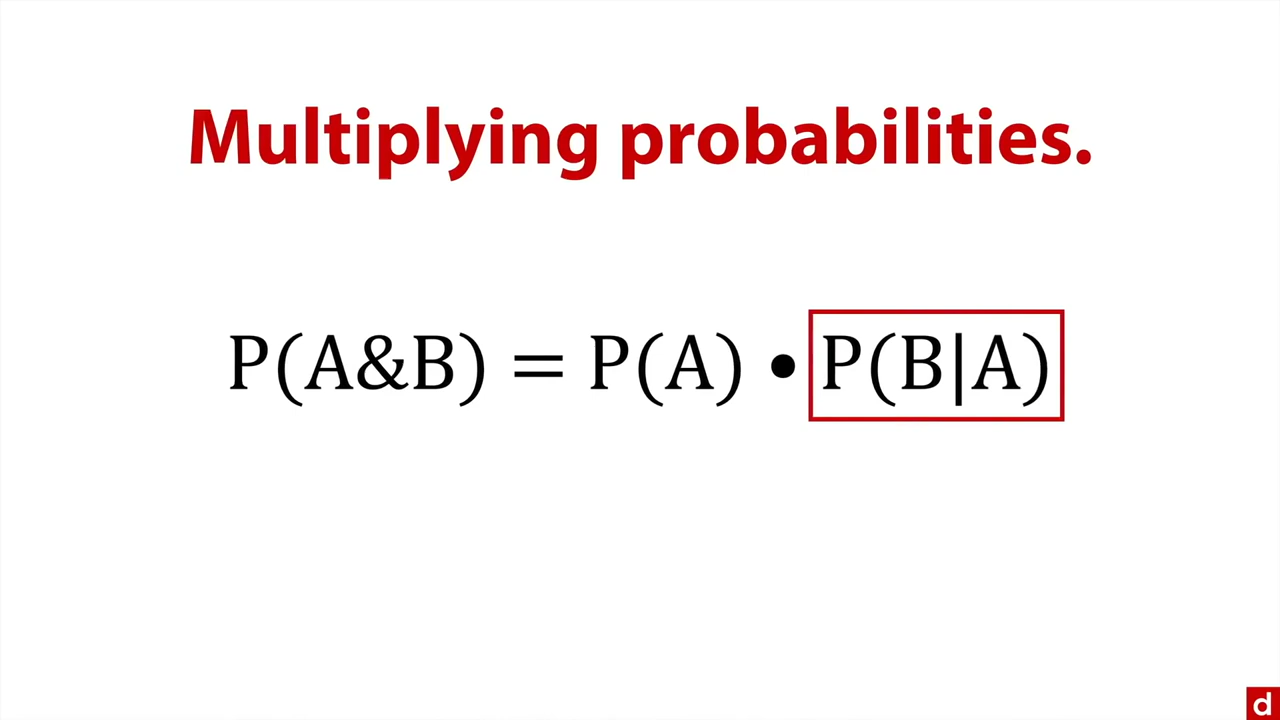 Multiplying probabilities.
P(A&B) = P(A) • P(B|A)
d